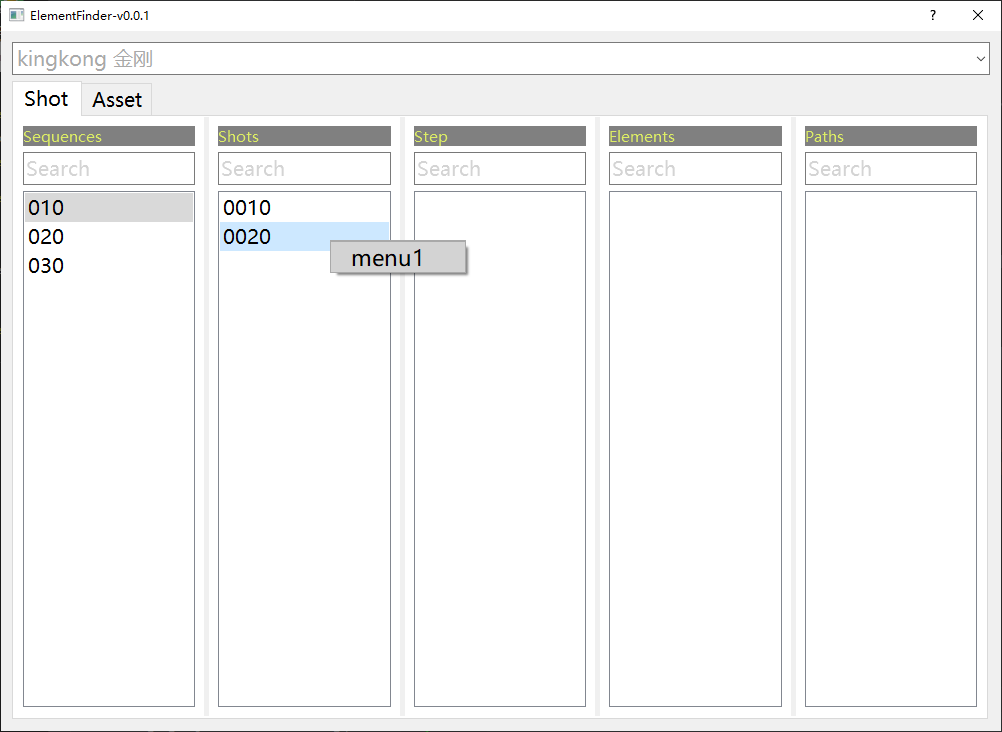 ElementFinder-v0.0.1
?
kingkong 金刚
Shot Asset
Sequences Shots Step Elements Paths
Search Search Search Search Search
010 0010
020 0020
menu1
030